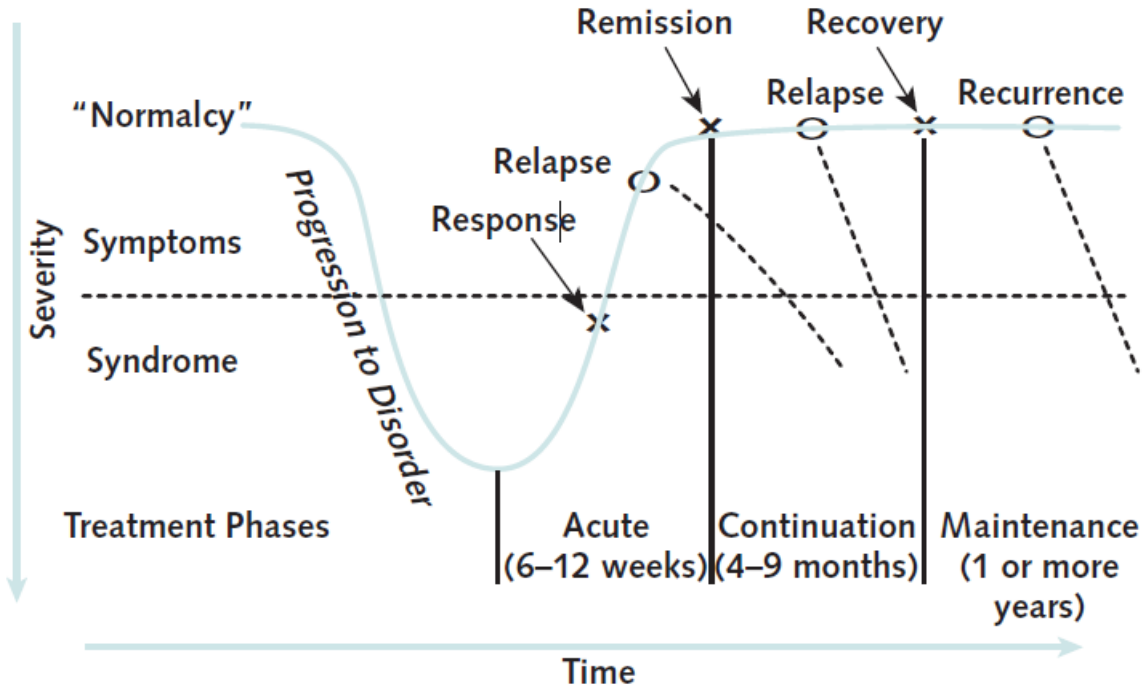 Remission
Recovery
"Normalcy"
Relapse
Recurrence
Relapse
Response
Progression to Disorder
Symptoms
Severity
Syndrome
Treatment Phases
Acute
(6–12 weeks)
Continuation
(4–9 months)
Maintenance
(1 or more
years)
Time